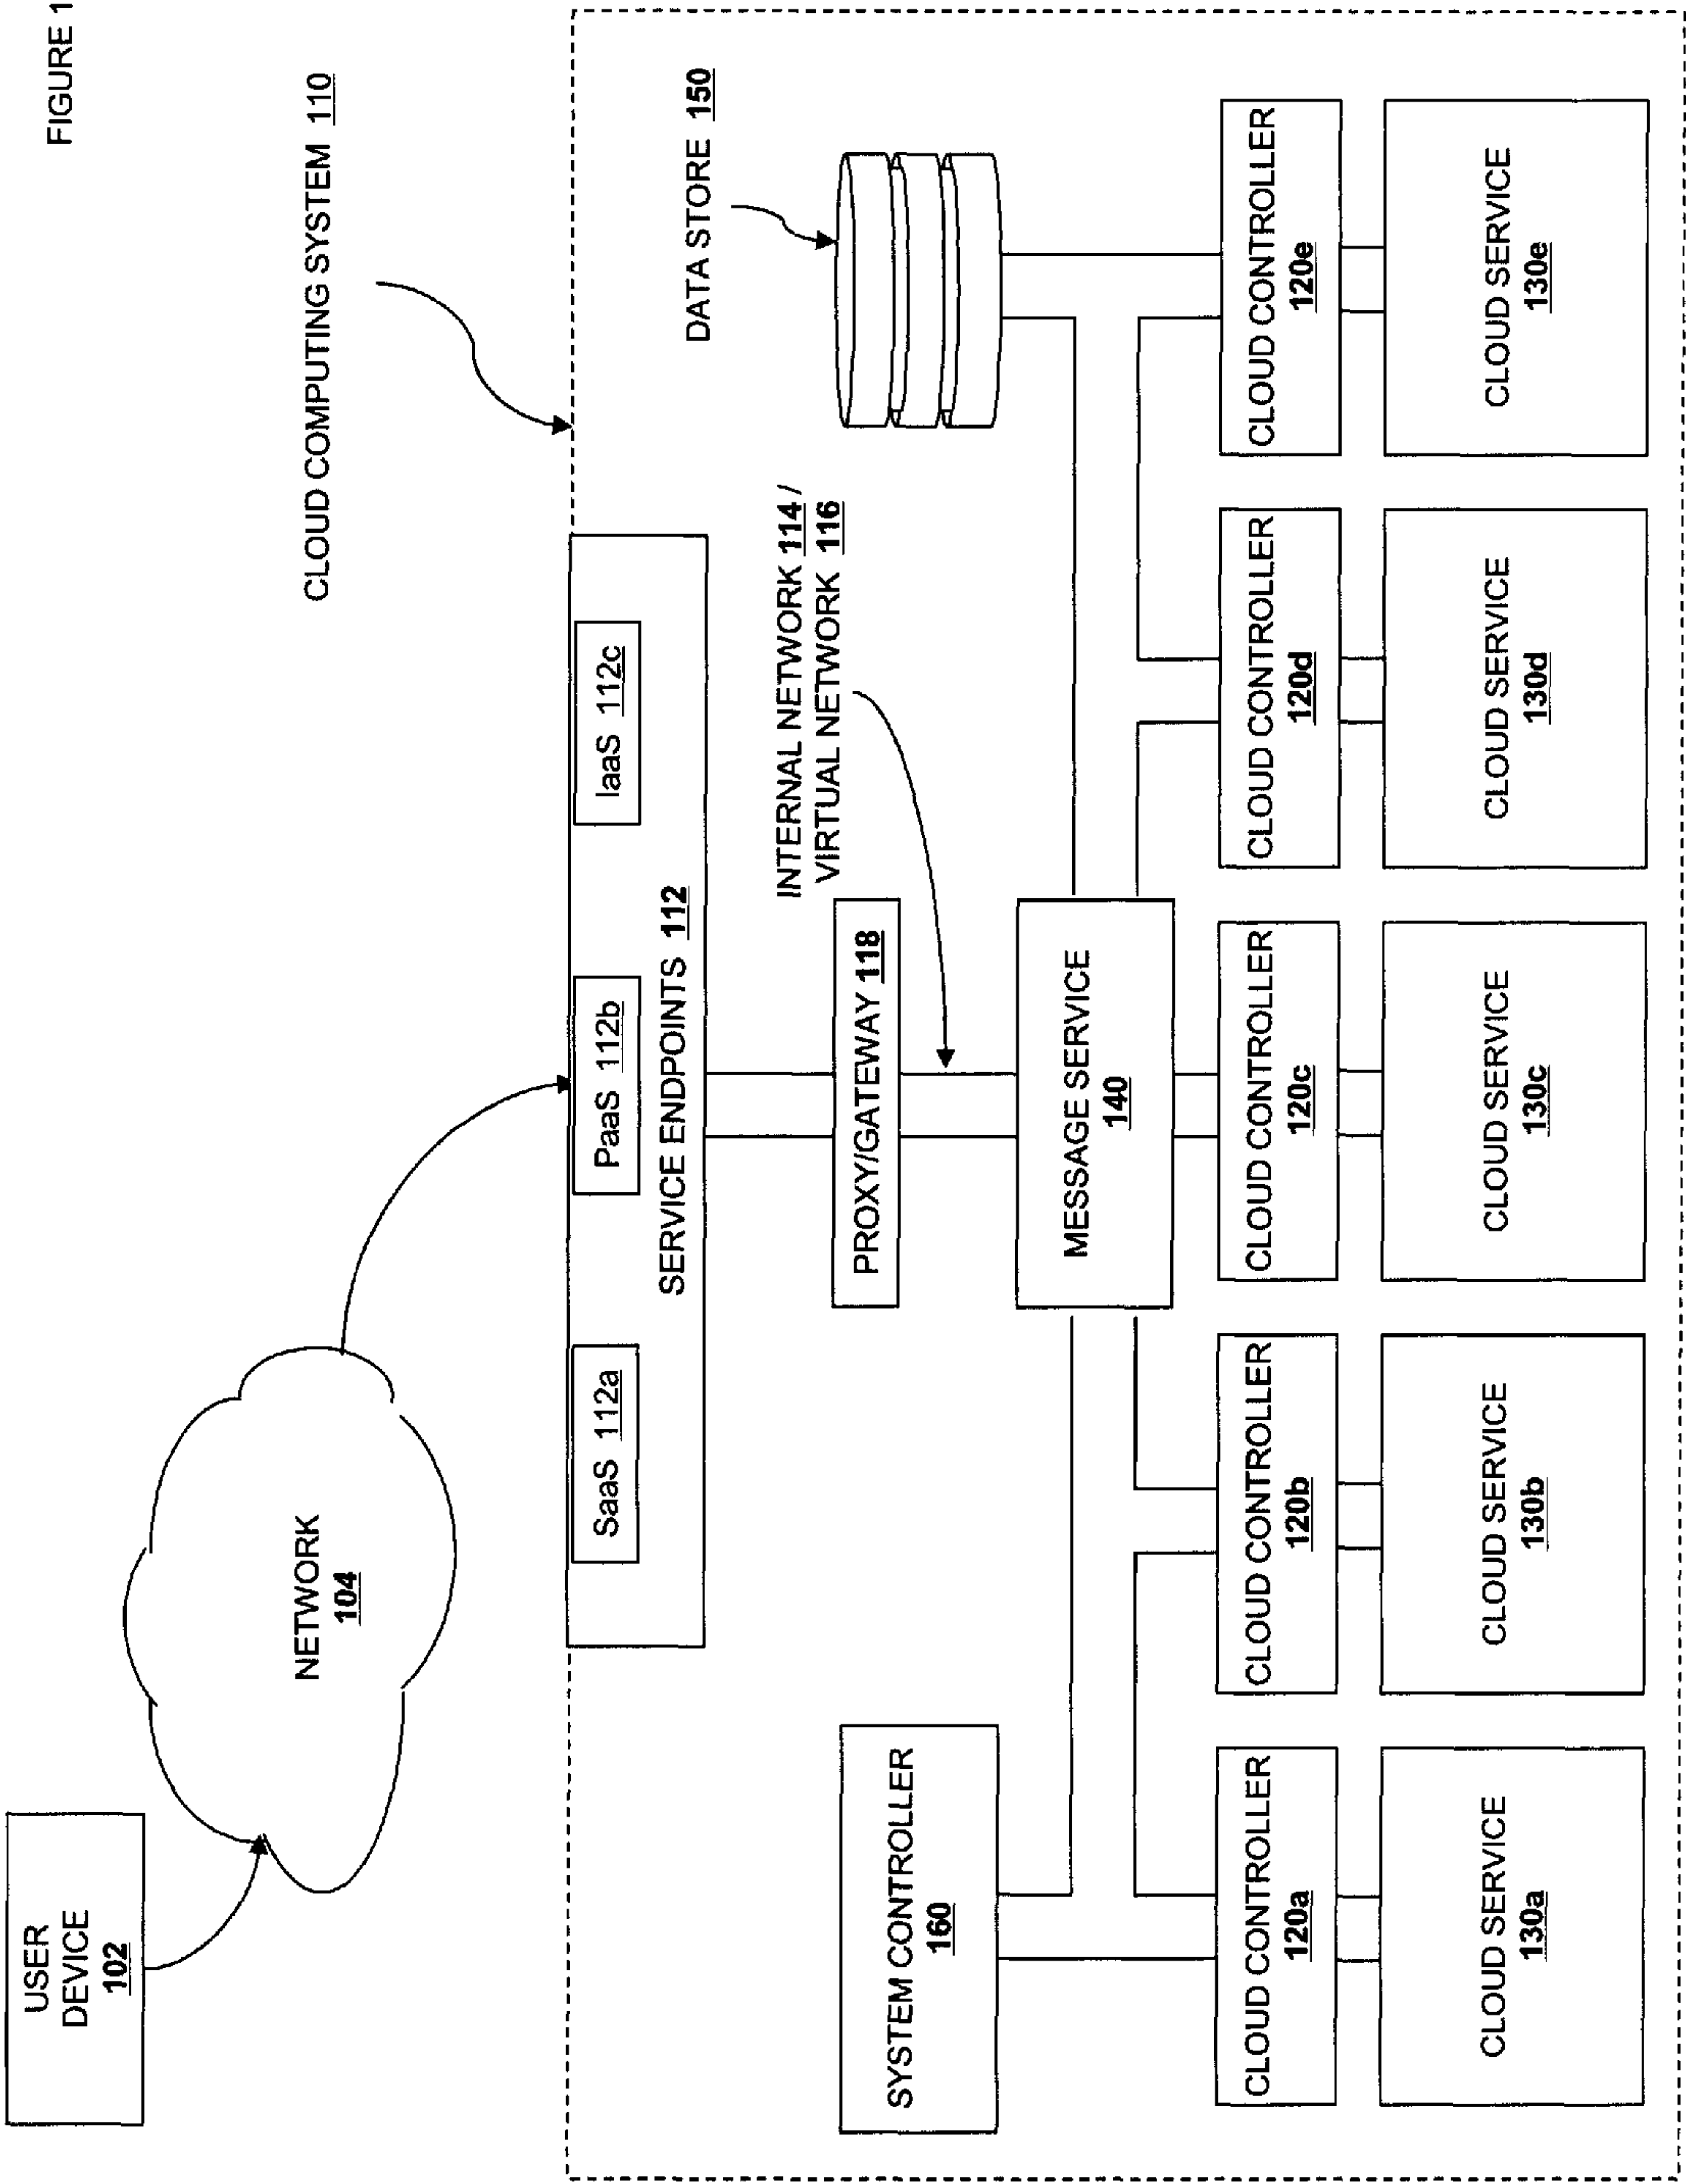 FIGURE 1
USER
DEVICE
102
NETWORK
104
CLOUD COMPUTING SYSTEM 110
SaaS 112a
PaaS 112b
IaaS 112c
SERVICE ENDPOINTS 112
DATA STORE 150
INTERNAL NETWORK 114 /
VIRTUAL NETWORK 116
PROXY/GATEWAY 118
SYSTEM CONTROLLER
160
MESSAGE SERVICE
140
CLOUD CONTROLLER
120a
CLOUD CONTROLLER
120b
CLOUD CONTROLLER
120c
CLOUD CONTROLLER
120d
CLOUD CONTROLLER
120e
CLOUD SERVICE
130a
CLOUD SERVICE
130b
CLOUD SERVICE
130c
CLOUD SERVICE
130d
CLOUD SERVICE
130e